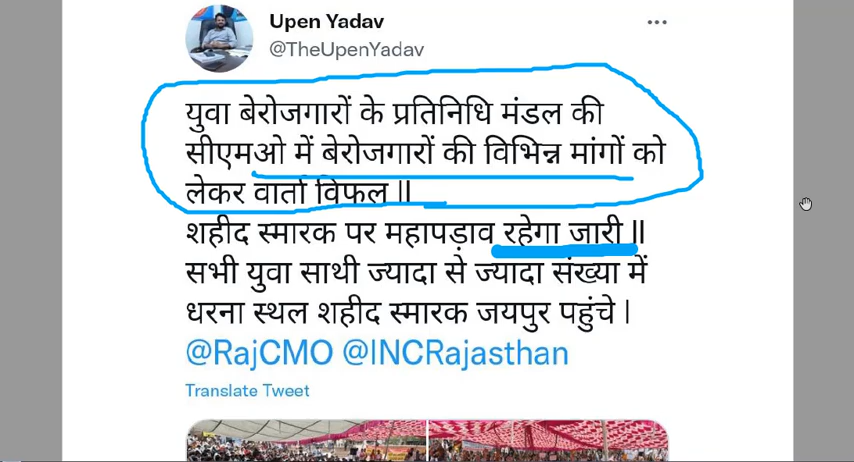 Upen Yadav
@TheUpenYadav
युवा बेरोजगारों के प्रतिनिधि मंडल की
सीएमओ में बेरोजगारों की विभिन्न मांगों को
लेकर वार्ता विफल ||
शहीद स्मारक पर महापड़ाव रहेगा जारी ||
सभी युवा साथी ज्यादा से ज्यादा संख्या में
धरना स्थल शहीद स्मारक जयपुर पहुंचे |
@RajCMO @INCRajasthan
Translate Tweet